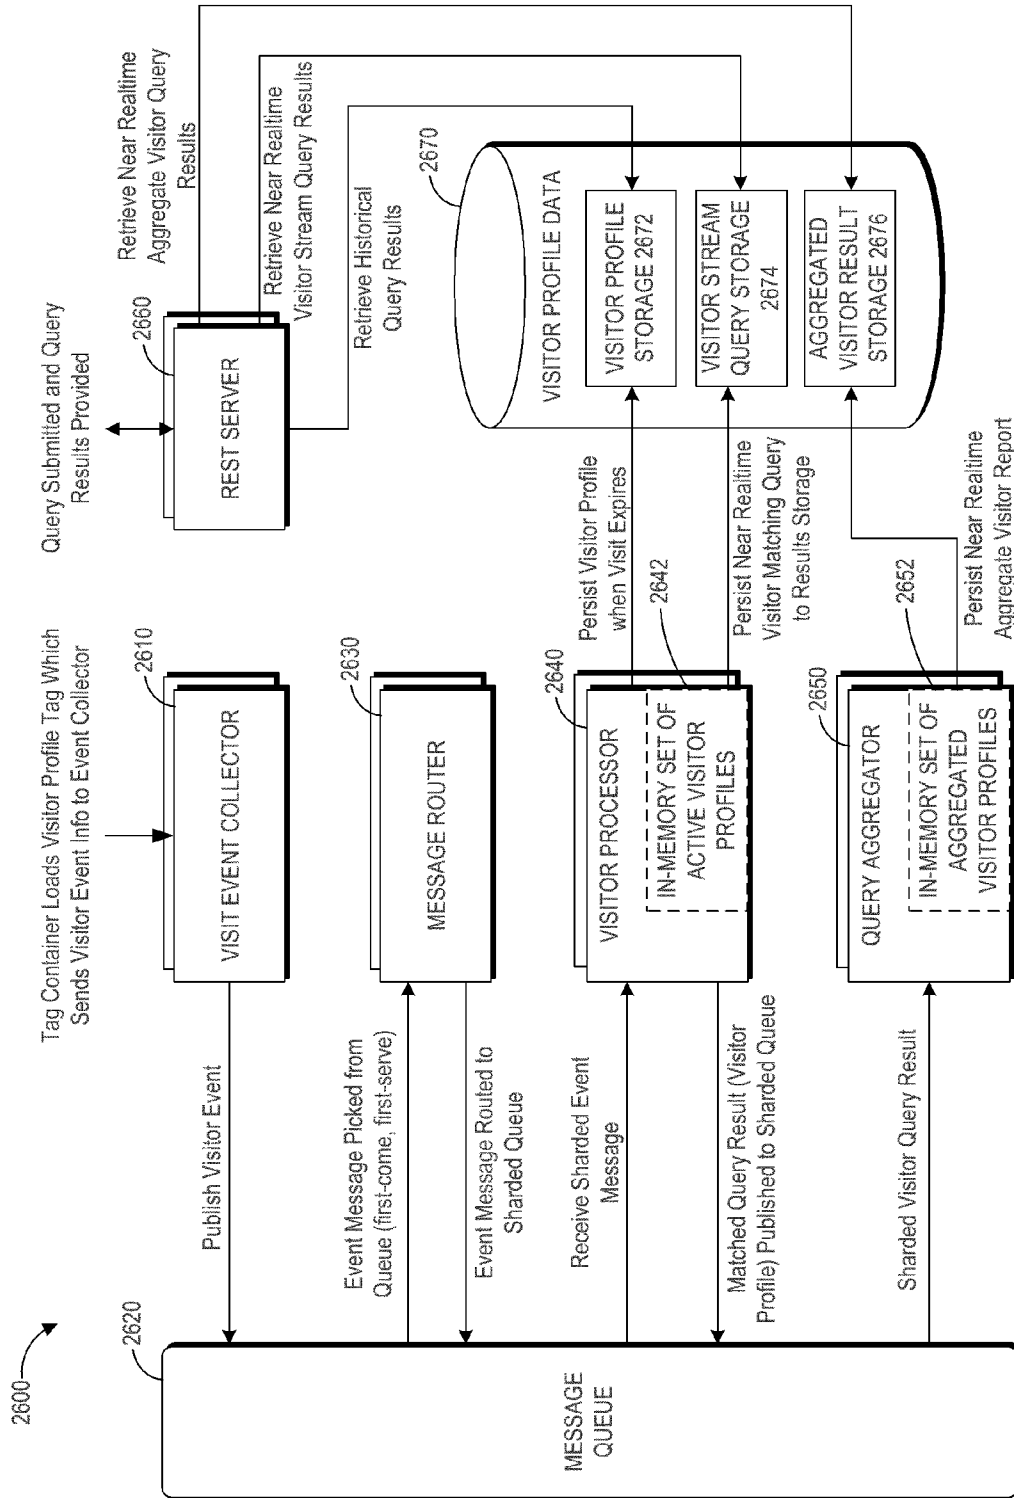 2600
2620
MESSAGE
QUEUE
Tag Container Loads Visitor Profile Tag Which
Sends Visitor Event Info to Event Collector
2610
VISIT EVENT COLLECTOR
Publish Visitor Event
2630
MESSAGE ROUTER
Event Message Picked from
Queue (first-come, first-serve)
Event Message Routed to
Sharded Queue
2640
VISITOR PROCESSOR
2642
IN-MEMORY SET OF
ACTIVE VISITOR
PROFILES
Receive Sharded Event
Message
Matched Query Result (Visitor
Profile) Published to Sharded Queue
2650
QUERY AGGREGATOR
2652
IN-MEMORY SET OF
AGGREGATED
VISITOR PROFILES
Sharded Visitor Query Result
Query Submitted and Query
Results Provided
2660
REST SERVER
Retrieve Near Realtime
Aggregate Visitor Query
Results
Retrieve Near Realtime
Visitor Stream Query Results
Retrieve Historical
Query Results
2670
VISITOR PROFILE DATA
VISITOR PROFILE
STORAGE 2672
VISITOR STREAM
QUERY STORAGE
2674
AGGREGATED
VISITOR RESULT
STORAGE 2676
Persist Visitor Profile
when Visit Expires
Persist Near Realtime
Visitor Matching Query
to Results Storage
Persist Near Realtime
Aggregate Visitor Report